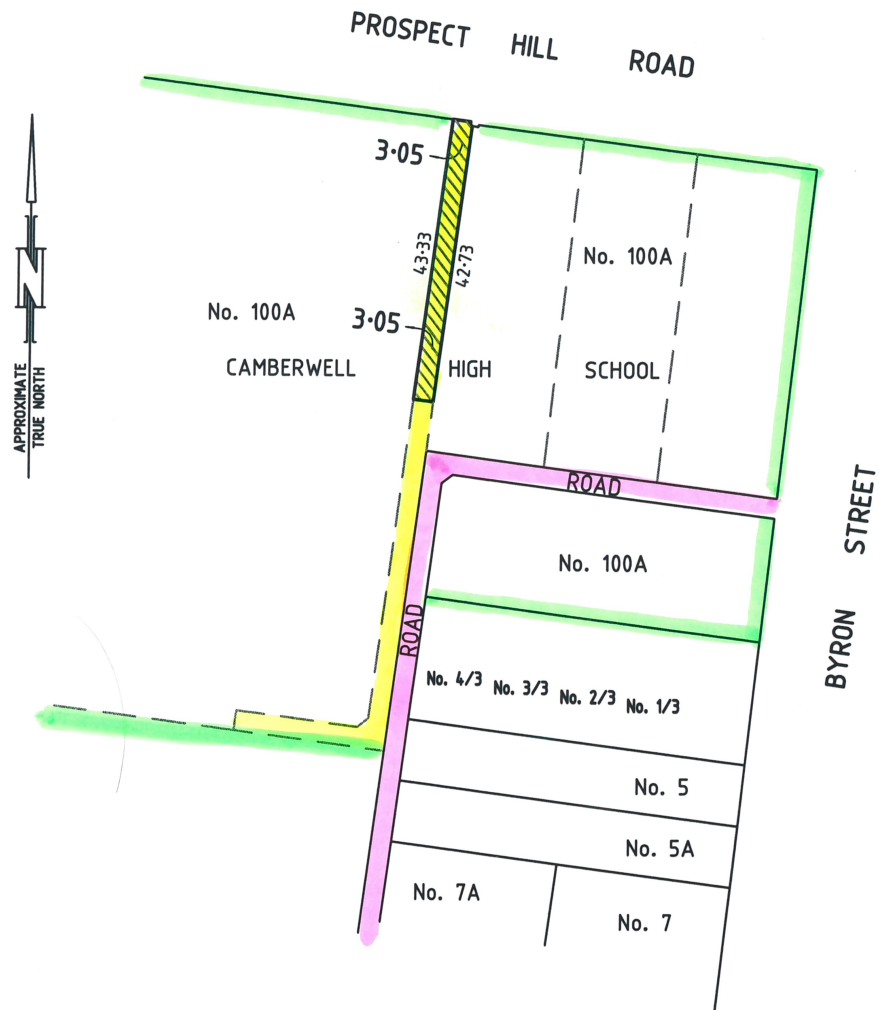 PROSPECT HILL ROAD
3·05
43·33
42·73
No. 100A
No. 100A
3·05
CAMBERWELL HIGH SCHOOL
APPROXIMATE
TRUE NORTH
N
ROAD
BYRON STREET
No. 100A
ROAD
No. 4/3 No. 3/3 No. 2/3 No. 1/3
No. 5
No. 5A
No. 7A
No. 7